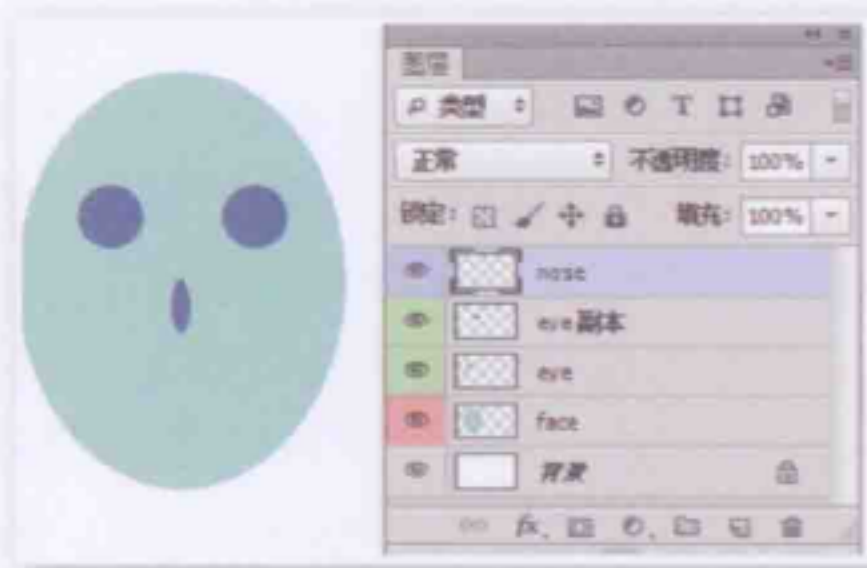 图层
类型
T
正常 不透明度: 100%
锁定: 填充: 100%
nose
eye 副本
eye
face
背景
fx